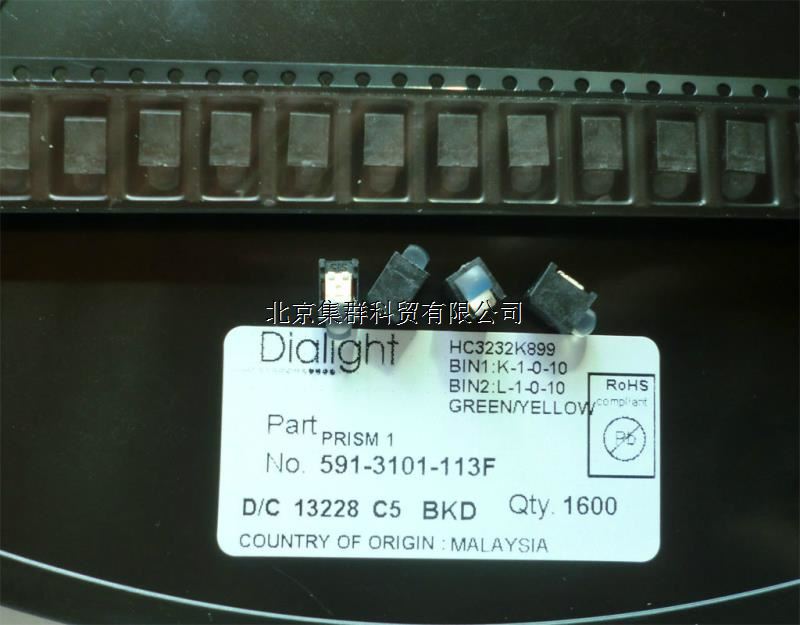 北京集群科贸有限公司
Dialight
HC3232K899
BIN1:K-1-0-10
BIN2:L-1-0-10
GREEN/YELLOW
RoHS
compliant
Pb
Part
PRISM 1
No. 591-3101-113F
D/C 13228 C5 BKD Qty. 1600
COUNTRY OF ORIGIN : MALAYSIA